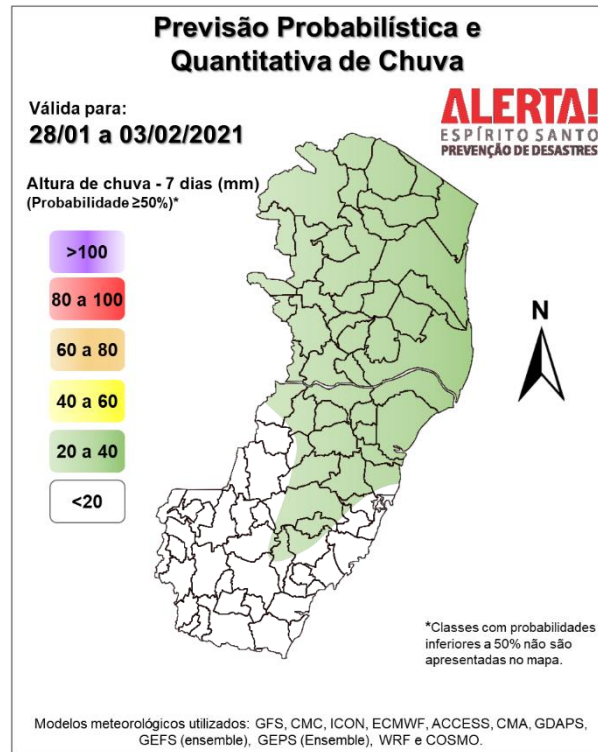 Previsão Probabilística e
Quantitativa de Chuva
Válida para:
28/01 a 03/02/2021
ALERTA!
ESPÍRITO SANTO
PREVENÇÃO DE DESASTRES
Altura de chuva - 7 dias (mm)
(Probabilidade ≥50%)*
>100
80 a 100
60 a 80
40 a 60
20 a 40
<20
N
*Classes com probabilidades
inferiores a 50% não são
apresentadas no mapa.
Modelos meteorológicos utilizados: GFS, CMC, ICON, ECMWF, ACCESS, CMA, GDAPS,
GEFS (ensemble), GEPS (Ensemble), WRF e COSMO.